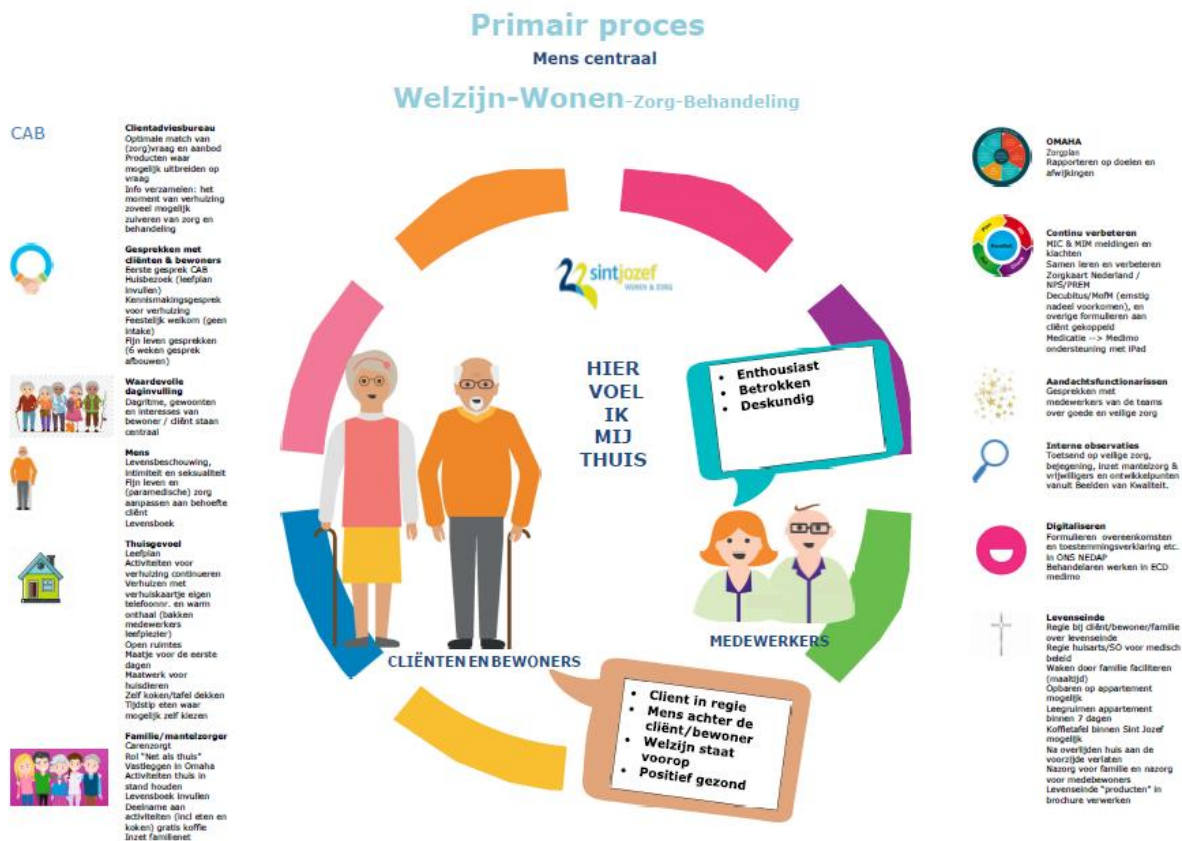 Primair proces
Mens centraal
Welzijn-Wonen-Zorg-Behandeling
CAB
Clientadviesbureau
Optimale match van
(zorg)vraag en aanbod
Producten waar
mogelijk uitbreiden op
vraag
Info verzamelen: het
moment van verhuizing
zoveel mogelijk
zuiveren van zorg en
behandeling
Gesprekken met
cliënten & bewoners
Eerste gesprek CAB
Huisbezoek (leefplan
invullen)
Kennismakingsgesprek
voor verhuizing
Feestelijk welkom (geen
intake)
Fijn leven gesprekken
(6 weken gesprek
afbouwen)
Waardevolle
daginvulling
Dagritme, gewoonten
en interesses van
bewoner / cliënt staan
centraal
Mens
Levensbeschouwing,
intimiteit en seksualiteit
Fijn leven en
(paramedische) zorg
aanpassen aan behoefte
cliënt
Levensboek
Thuisgevoel
Leefplan
Activiteiten voor
verhuizing continueren
Verhuizen met
verhuiskaartje eigen
telefoonnr. en warm
onthaal (bakken
medewerkers
leefplezier)
Open ruimtes
Maatje voor de eerste
dagen
Maatwerk voor
huisdieren
Zelf koken/tafel dekken
Tijdstip eten waar
mogelijk zelf kiezen
Familie/mantelzorger
Carenzorgt
Rol "Net als thuis"
Vastleggen in Omaha
Activiteiten thuis in
stand houden
Levensboek invullen
Deelname aan
activiteiten (incl eten en
koken) gratis koffie
Inzet familienet
sintjozef
WONEN & ZORG
HIER
VOEL
IK
MIJ
THUIS
• Enthousiast
• Betrokken
• Deskundig
MEDEWERKERS
CLIËNTEN EN BEWONERS
• Client in regie
• Mens achter de
cliënt/bewoner
• Welzijn staat
voorop
• Positief gezond
OMAHA
Zorgplan
Rapporteren op doelen en
afwijkingen
Continu verbeteren
MIC & MIM meldingen en
klachten
Samen leren en verbeteren
Zorgkaart Nederland /
NPS/PREM
Decubitus/MofM (ernstig
nadeel voorkomen), en
overige formulieren aan
cliënt gekoppeld
Medicatie --> Medimo
ondersteuning met iPad
Aandachtsfunctionarissen
Gesprekken met
medewerkers van de teams
over goede en veilige zorg
Interne observaties
Toetsend op veilige zorg,
bejegening, inzet mantelzorg &
vrijwilligers en ontwikkelpunten
vanuit Beelden van Kwaliteit.
Digitaliseren
Formulieren overeenkomsten
en toestemmingsverklaring etc.
in ONS NEDAP
Behandelaren werken in ECD
medimo
Levenseinde
Regie bij cliënt/bewoner/familie
over levenseinde
Regie huisarts/SO voor medisch
beleid
Waken door familie faciliteren
(maaltijd)
Opbaren op appartement
mogelijk
Leegruimen appartement
binnen 7 dagen
Koffietafel binnen Sint Jozef
mogelijk
Na overlijden huis aan de
voorzijde verlaten
Nazorg voor familie en nazorg
voor medebewoners
Levenseinde "producten" in
brochure verwerken